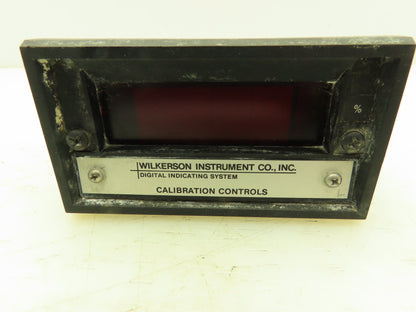 %
WILKERSON INSTRUMENT CO., INC.
DIGITAL INDICATING SYSTEM
CALIBRATION CONTROLS